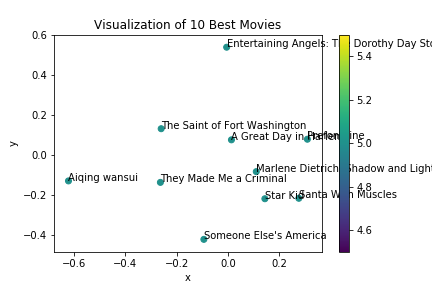 Visualization of 10 Best Movies
0.6
0.4
0.2
0.0
−0.2
−0.4
y
−0.6
−0.4
−0.2
0.0
0.2
x
Entertaining Angels: The Dorothy Day Sto
The Saint of Fort Washington
A Great Day in Harlem
Aiqing wansui
They Made Me a Criminal
Marlene Dietrich: Shadow and Light
Star Kid
Santa With Muscles
Someone Else's America
5.4
5.2
5.0
4.8
4.6